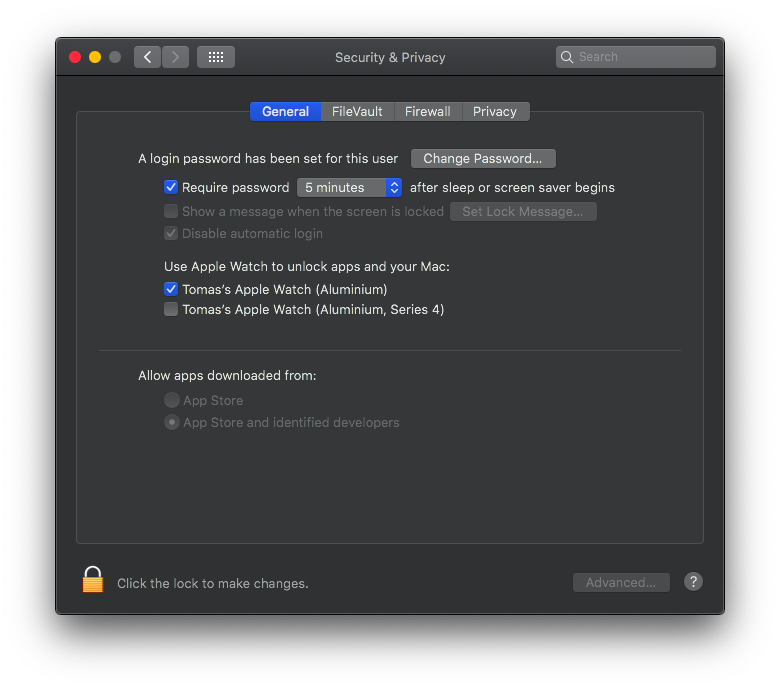 Security & Privacy
Search
General
FileVault
Firewall
Privacy
A login password has been set for this user
Change Password...
Require password
5 minutes
after sleep or screen saver begins
Show a message when the screen is locked
Set Lock Message...
Disable automatic login
Use Apple Watch to unlock apps and your Mac:
Tomas’s Apple Watch (Aluminium)
Tomas’s Apple Watch (Aluminium, Series 4)
Allow apps downloaded from:
App Store
App Store and identified developers
Click the lock to make changes.
Advanced...
?